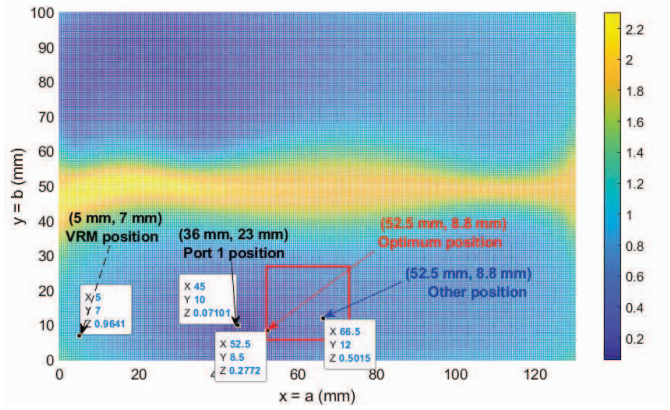 100
90
80
70
60
50
40
30
20
10
0
y = b (mm)
(5 mm, 7 mm)
VRM position
(36 mm, 23 mm)
Port 1 position
(52.5 mm, 8.8 mm)
Optimum position
(52.5 mm, 8.8 mm)
Other position
X 5
Y 7
Z 0.9641
X 45
Y 10
Z 0.07101
X 52.5
Y 8.5
Z 0.2772
X 66.5
Y 12
Z 0.5015
0
20
60
80
100
120
x = a (mm)
2.2
2
1.8
1.6
1.4
1.2
1
0.8
0.6
0.4
0.2